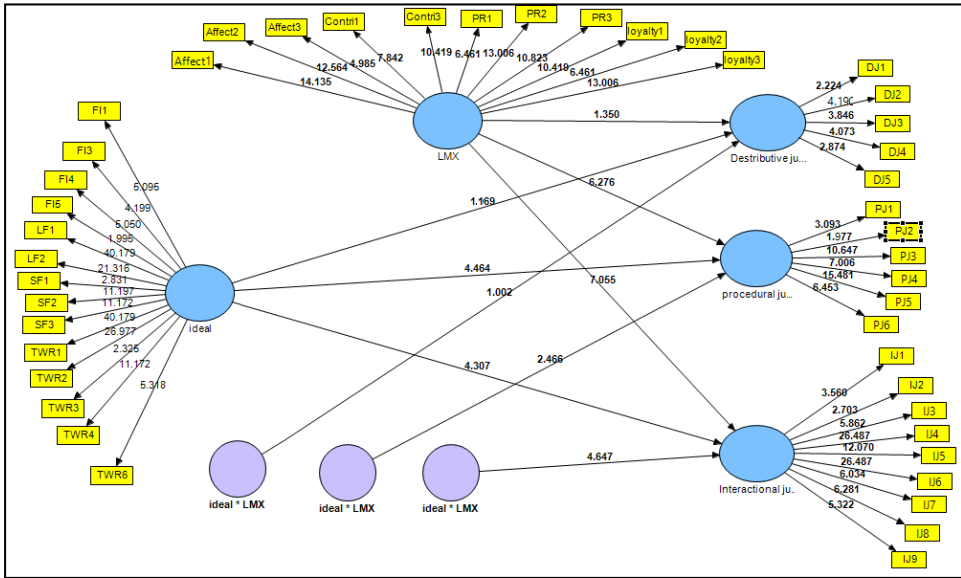 Affect1
Affect2
Affect3
Contri1
Contri3
PR1
PR2
PR3
loyalty1
loyalty2
loyalty3
14.135
12.564
4.985
7.842
10.419
6.461
13.006
10.823
10.419
6.461
13.006
LMX
1.350
6.276
7.055
FI1
FI3
FI4
FI5
LF1
LF2
SF1
SF2
SF3
TWR1
TWR2
TWR3
TWR4
TWR6
5.095
4.199
5.050
1.995
40.179
21.316
2.831
11.197
11.172
40.179
26.977
2.325
11.172
5.318
ideal
1.169
4.464
4.307
1.002
2.466
4.647
ideal * LMX
ideal * LMX
ideal * LMX
Destributive ju...
2.224
4.190
3.846
4.073
2.874
DJ1
DJ2
DJ3
DJ4
DJ5
procedural ju...
3.093
1.977
10.647
7.006
15.481
6.453
PJ1
PJ2
PJ3
PJ4
PJ5
PJ6
Interactional ju..
3.560
2.703
5.862
26.487
12.070
26.487
6.034
6.281
5.322
IJ1
IJ2
IJ3
IJ4
IJ5
IJ6
IJ7
IJ8
IJ9